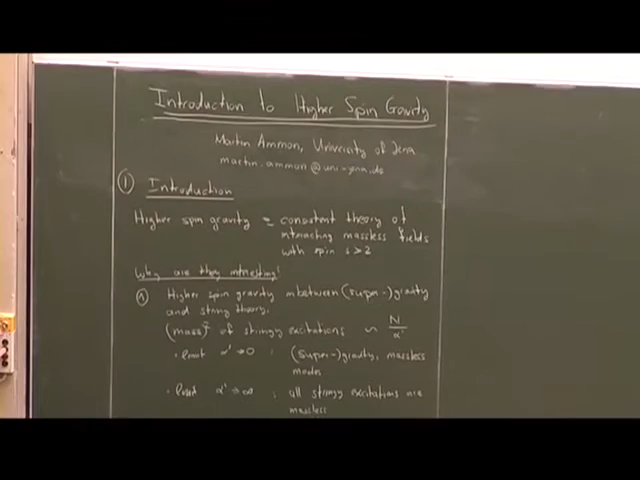 Introduction to Higher Spin Gravity
Martin Ammon, University of Jena
martin.ammon@uni-jena.de
① Introduction
Higher spin gravity = consistent theory of
interacting massless fields
with spin s>2
Why are they interesting?
① Higher spin gravity inbetween (super-)gravity
and string theory.
(mass)² of stringy excitations ~ N/α'
· limit α' → 0 : (super-)gravity, massless
modes
· limit α' → ∞ : all stringy excitations are
massless